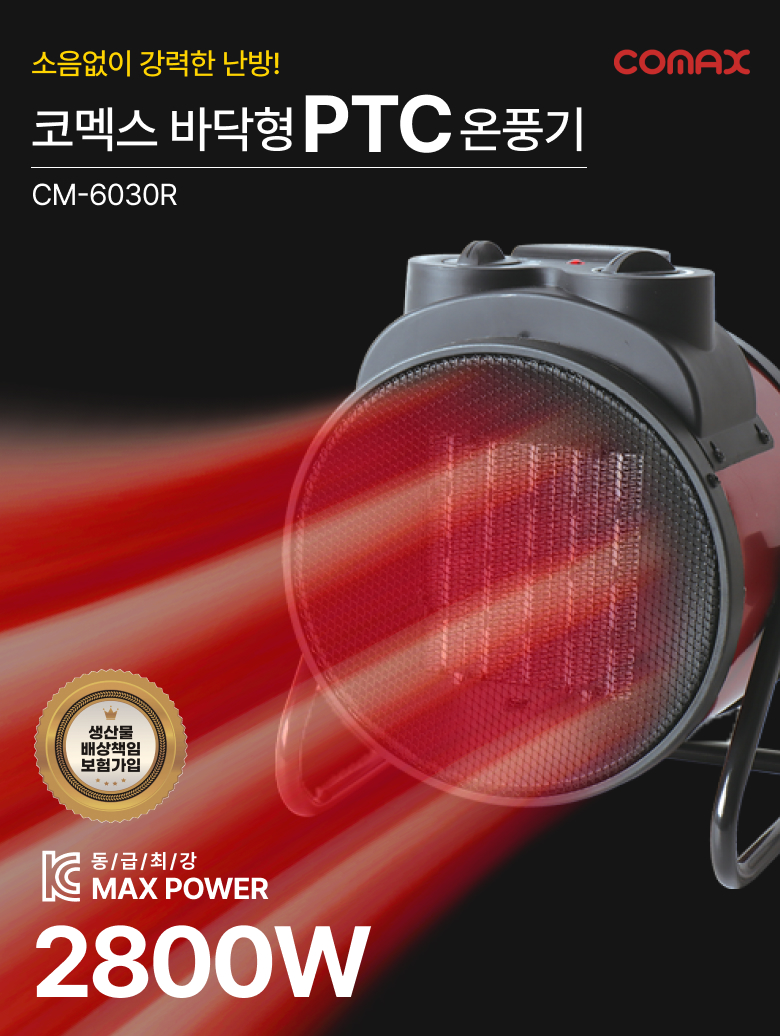 소음없이 강력한 난방!
COMAX
코멕스 바닥형 PTC 온풍기
CM-6030R
생산물
배상책임
보험가입
동/급/최/강
MAX POWER
2800W